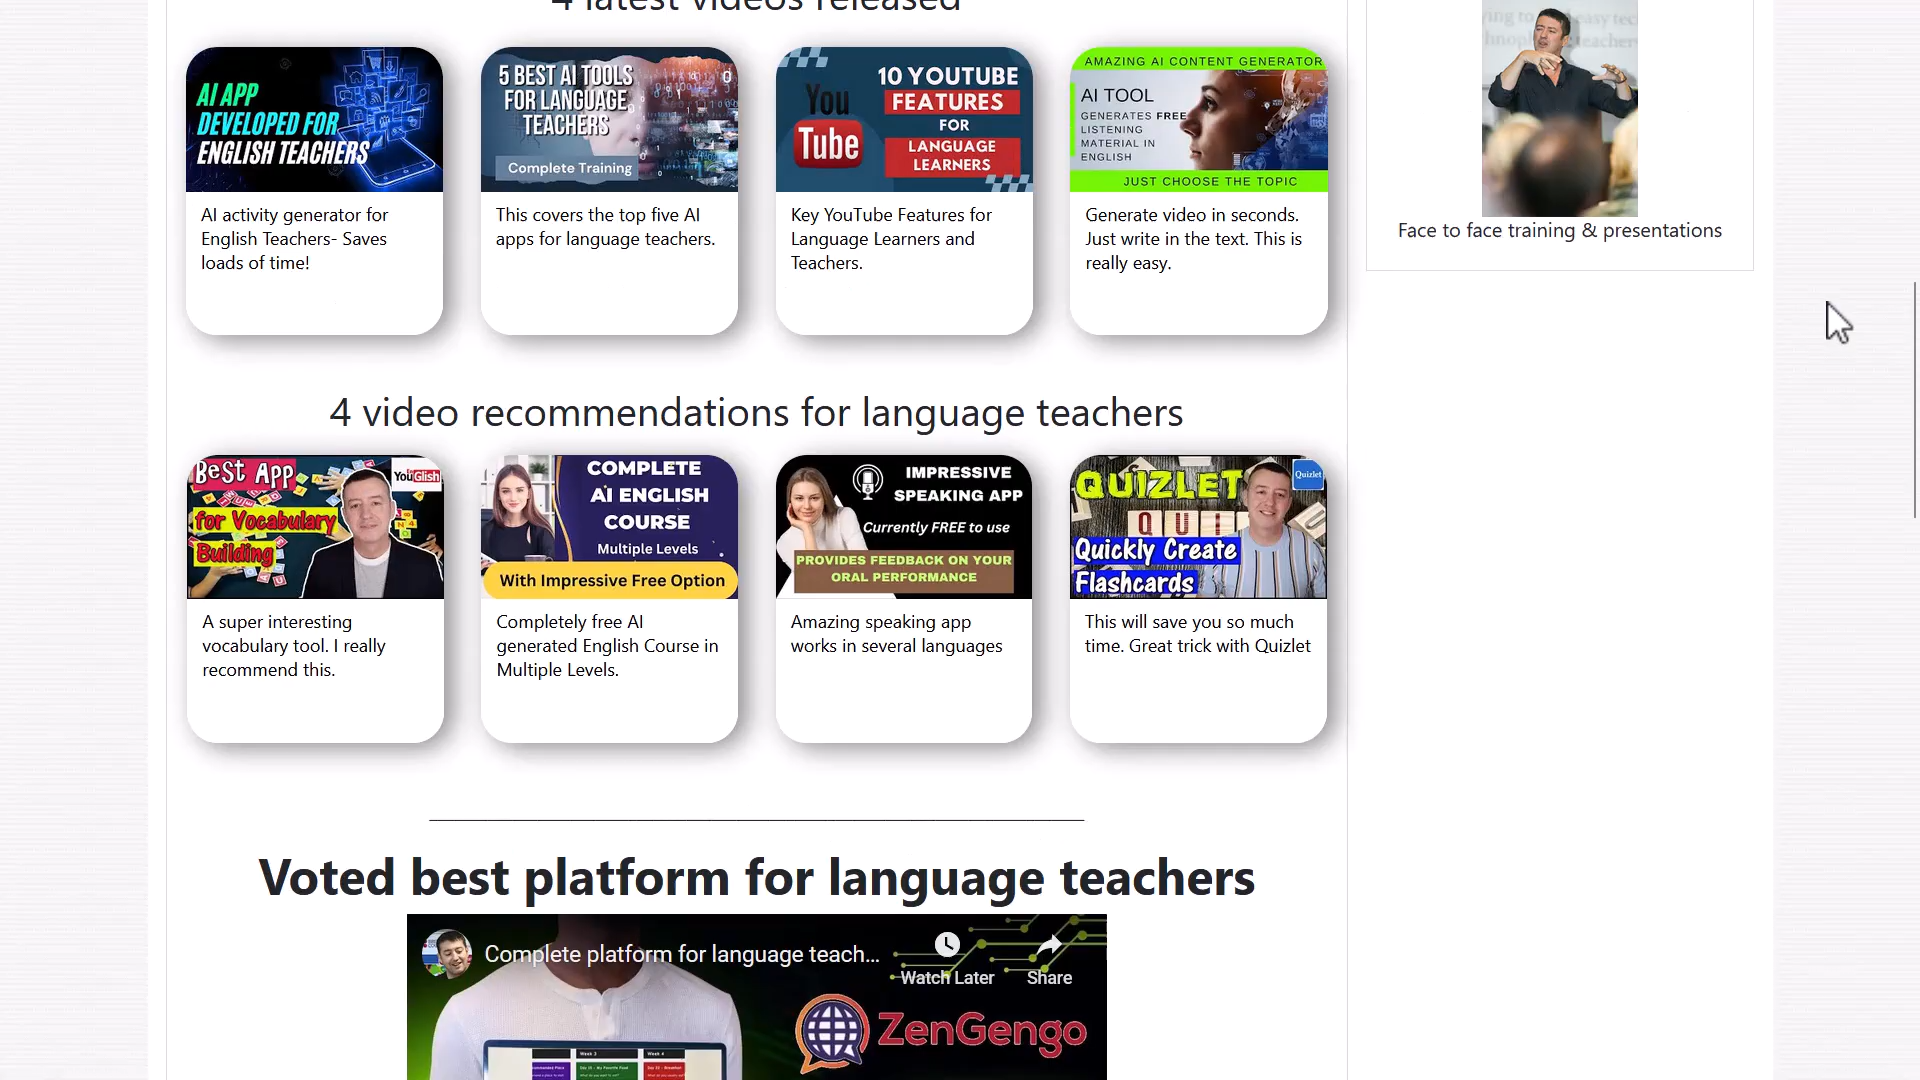 4 latest videos released
AI APP
DEVELOPED FOR
ENGLISH TEACHERS
AI activity generator for
English Teachers- Saves
loads of time!
5 BEST AI TOOLS
FOR LANGUAGE
TEACHERS
Complete Training
This covers the top five AI
apps for language teachers.
You
Tube
10 YOUTUBE
FEATURES
FOR
LANGUAGE
LEARNERS
Key YouTube Features for
Language Learners and
Teachers.
AMAZING AI CONTENT GENERATOR
AI TOOL
GENERATES FREE
LISTENING
MATERIAL IN
ENGLISH
JUST CHOOSE THE TOPIC
Generate video in seconds.
Just write in the text. This is
really easy.
Face to face training & presentations
4 video recommendations for language teachers
Best App
YouGlish
for Vocabulary
Building
A super interesting
vocabulary tool. I really
recommend this.
COMPLETE
AI ENGLISH
COURSE
Multiple Levels
With Impressive Free Option
Completely free AI
generated English Course in
Multiple Levels.
IMPRESSIVE
SPEAKING APP
Currently FREE to use
PROVIDES FEEDBACK ON YOUR
ORAL PERFORMANCE
Amazing speaking app
works in several languages
QUIZLET
Quizlet
QUI
Quickly Create
Flashcards
This will save you so much
time. Great trick with Quizlet
Voted best platform for language teachers
Complete platform for language teach...
Watch Later
Share
ZenGengo
Week 3
Week 4